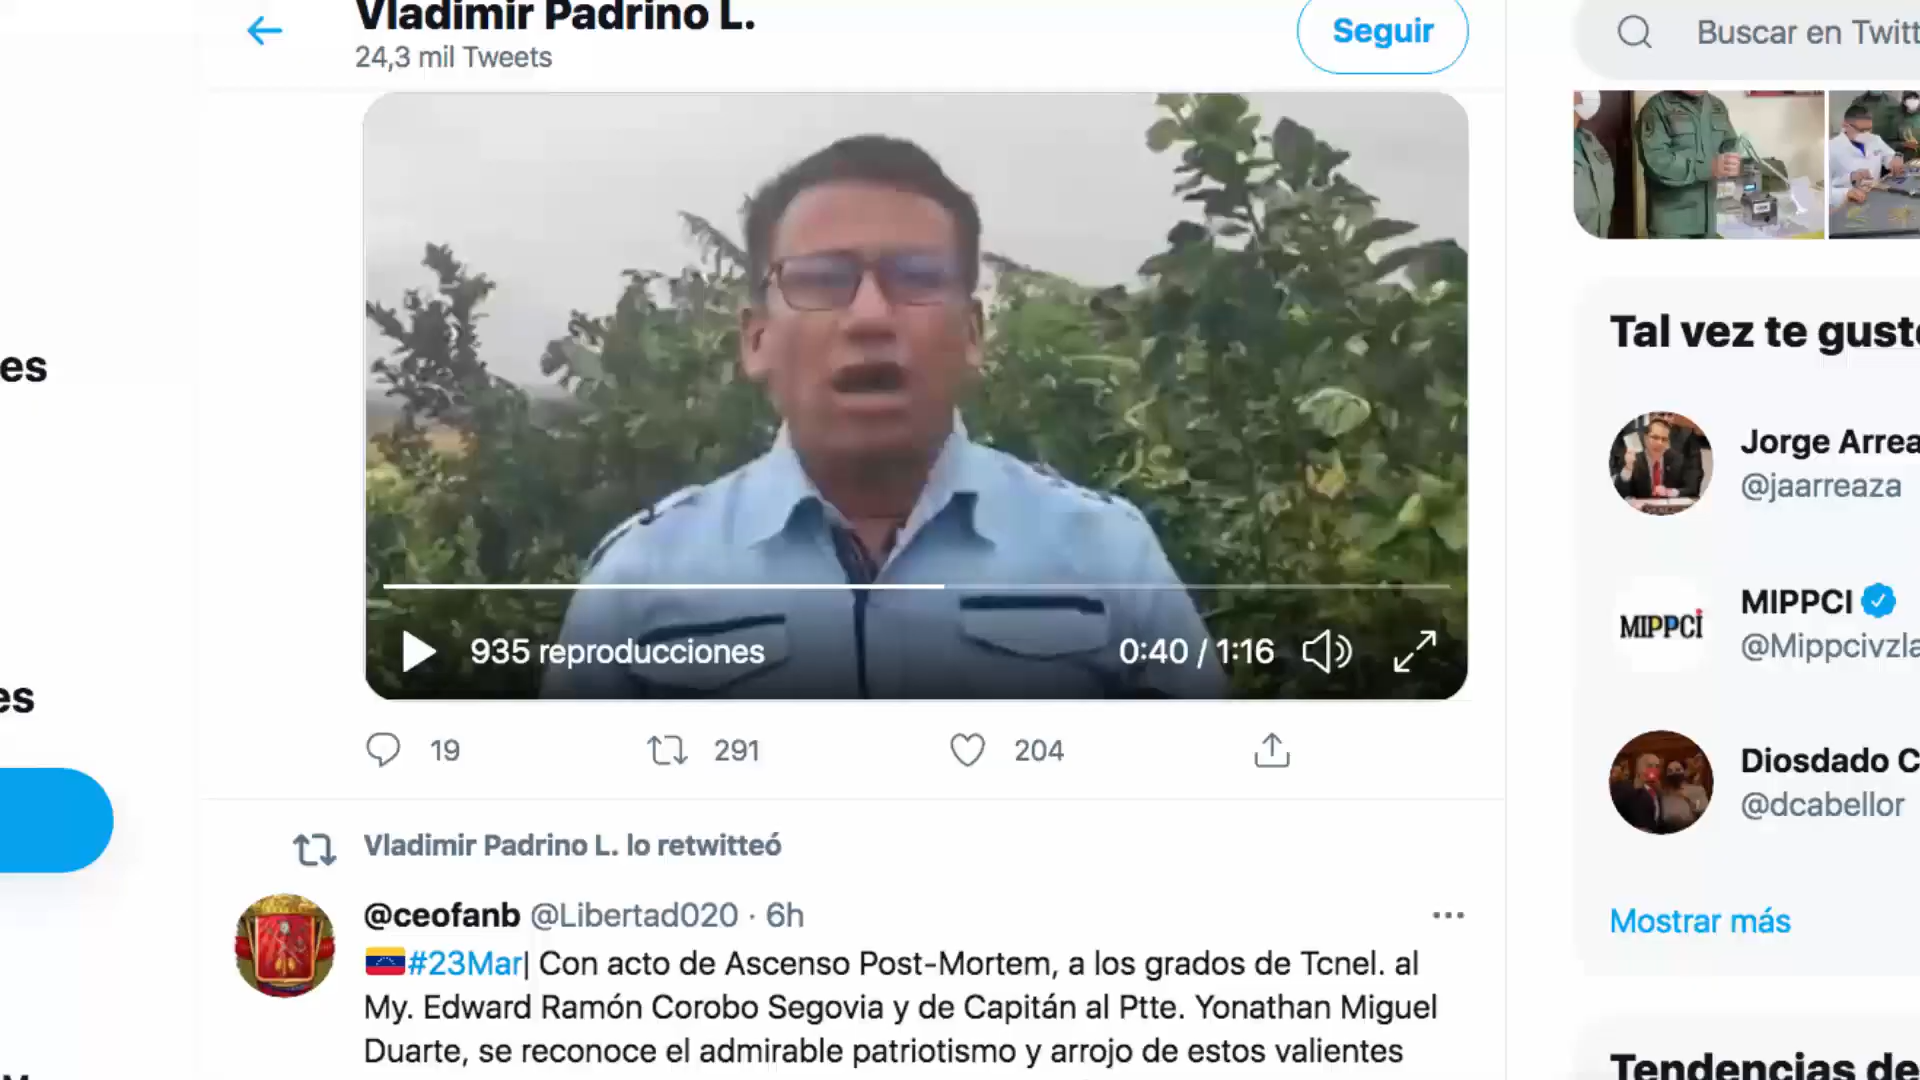 Vladimir Padrino L.
24,3 mil Tweets
Seguir
Buscar en Twitt
es
es
935 reproducciones
0:40 / 1:16
19
291
204
Vladimir Padrino L. lo retwitteó
@ceofanb @Libertad020 · 6h
#23Mar| Con acto de Ascenso Post-Mortem, a los grados de Tcnel. al
My. Edward Ramón Corobo Segovia y de Capitán al Ptte. Yonathan Miguel
Duarte, se reconoce el admirable patriotismo y arrojo de estos valientes
Tal vez te guste
Jorge Arrea
@jaarreaza
MIPPCI
MIPPCI
@Mippcivzla
Diosdado C
@dcabellor
Mostrar más
Tendencias de